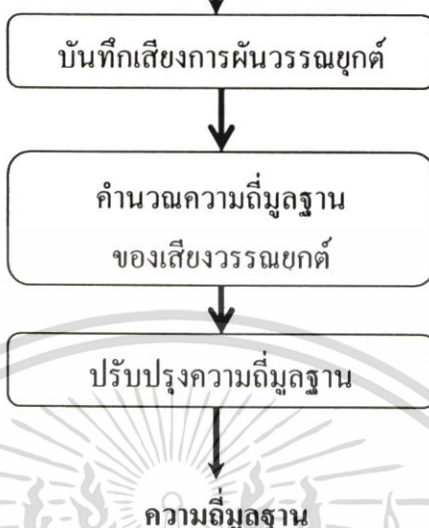 บันทึกเสียงการผันวรรณยุกต์
คำนวณความถี่มูลฐาน
ของเสียงวรรณยุกต์
ปรับปรุงความถี่มูลฐาน
ความถี่มูลฐาน